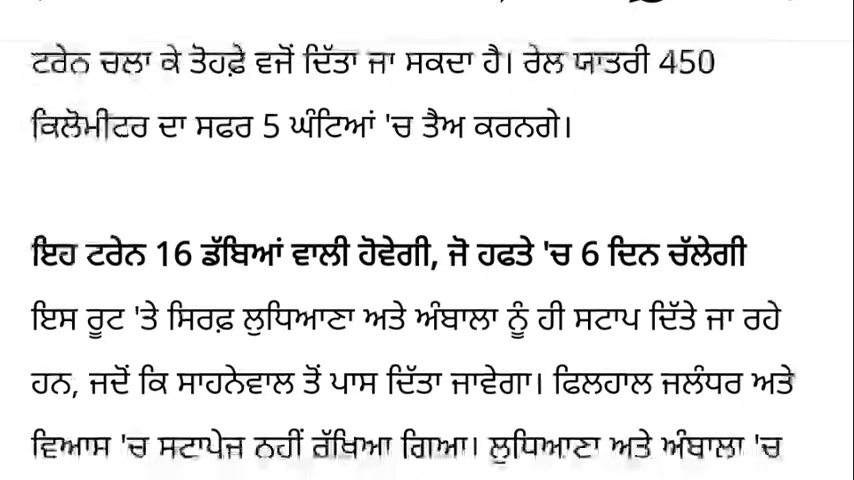 ਟਰੇਨ ਚਲਾ ਕੇ ਤੋਹਫ਼ੇ ਵਜੋਂ ਦਿੱਤਾ ਜਾ ਸਕਦਾ ਹੈ। ਰੇਲ ਯਾਤਰੀ 450
ਕਿਲੋਮੀਟਰ ਦਾ ਸਫਰ 5 ਘੰਟਿਆਂ 'ਚ ਤੈਅ ਕਰਨਗੇ।
ਇਹ ਟਰੇਨ 16 ਡੱਬਿਆਂ ਵਾਲੀ ਹੋਵੇਗੀ, ਜੋ ਹਫਤੇ 'ਚ 6 ਦਿਨ ਚੱਲੇਗੀ
ਇਸ ਰੂਟ 'ਤੇ ਸਿਰਫ਼ ਲੁਧਿਆਣਾ ਅਤੇ ਅੰਬਾਲਾ ਨੂੰ ਹੀ ਸਟਾਪ ਦਿੱਤੇ ਜਾ ਰਹੇ
ਹਨ, ਜਦੋਂ ਕਿ ਸਾਹਨੇਵਾਲ ਤੋਂ ਪਾਸ ਦਿੱਤਾ ਜਾਵੇਗਾ। ਫਿਲਹਾਲ ਜਲੰਧਰ ਅਤੇ
ਵਿਆਸ 'ਚ ਸਟਾਪੇਜ ਨਹੀਂ ਰੱਖਿਆ ਗਿਆ। ਲੁਧਿਆਣਾ ਅਤੇ ਅੰਬਾਲਾ 'ਚ